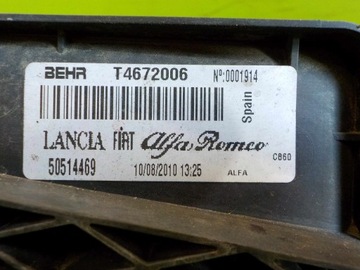 BEHR T4672006 Nº:0001914
Spain
LANCIA FIAT Alfa Romeo C860
50514469 10/08/2010 13:25 ALFA